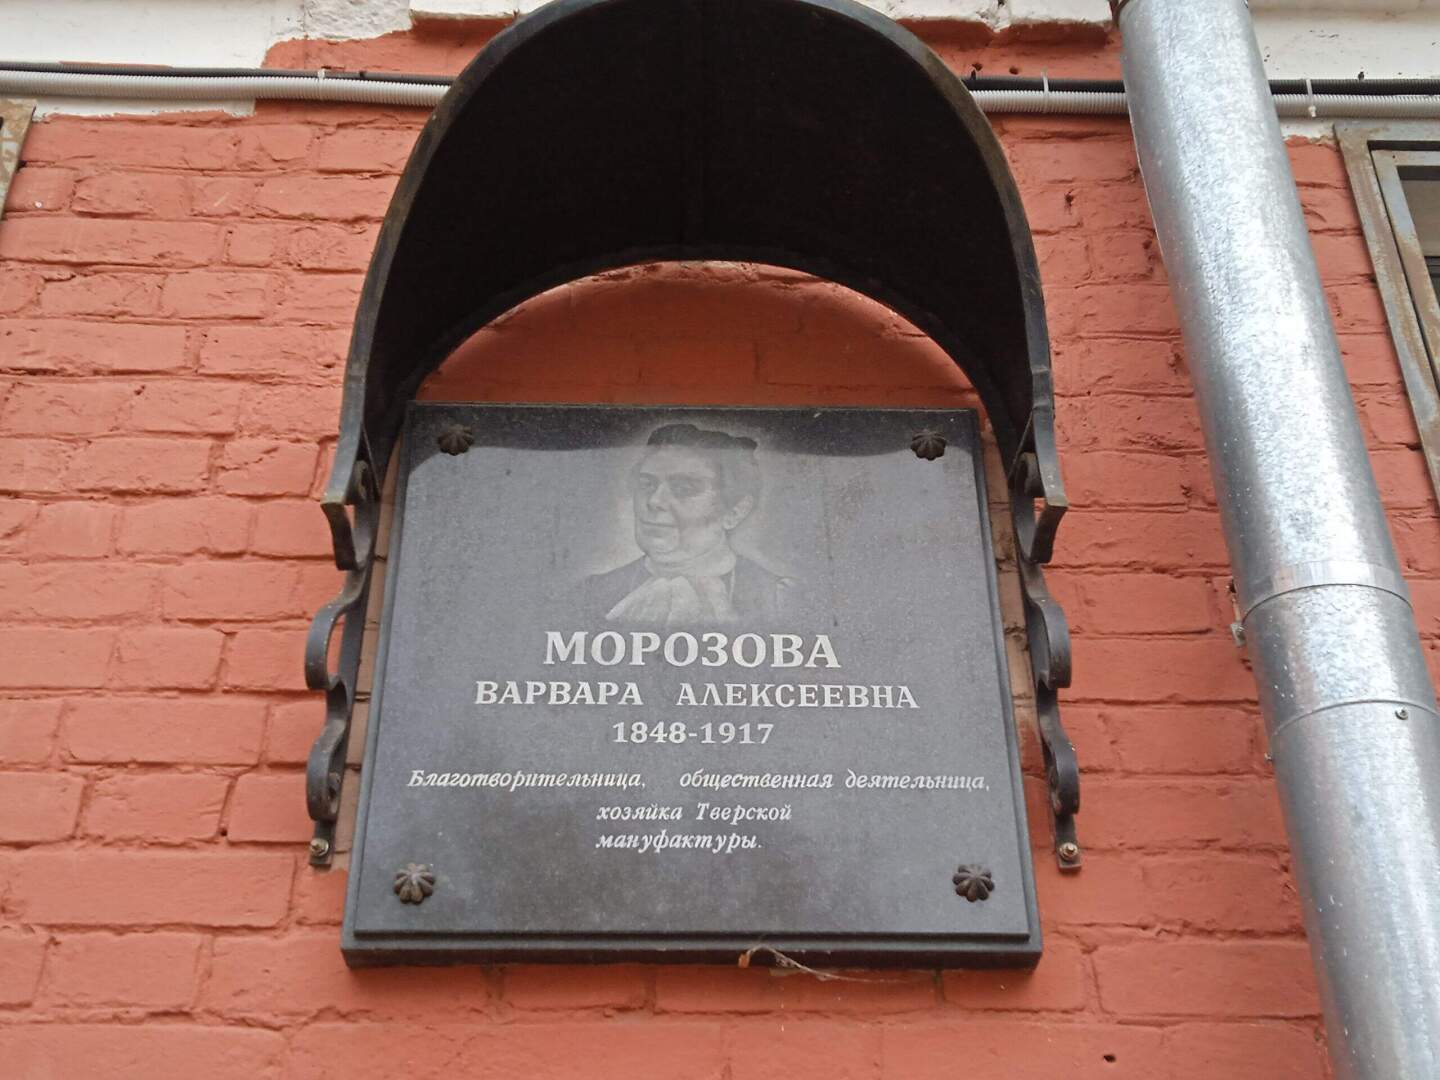 МОРОЗОВА
ВАРВАРА АЛЕКСЕЕВНА
1848-1917
Благотворительница, общественная деятельница,
хозяйка Тверской
мануфактуры.